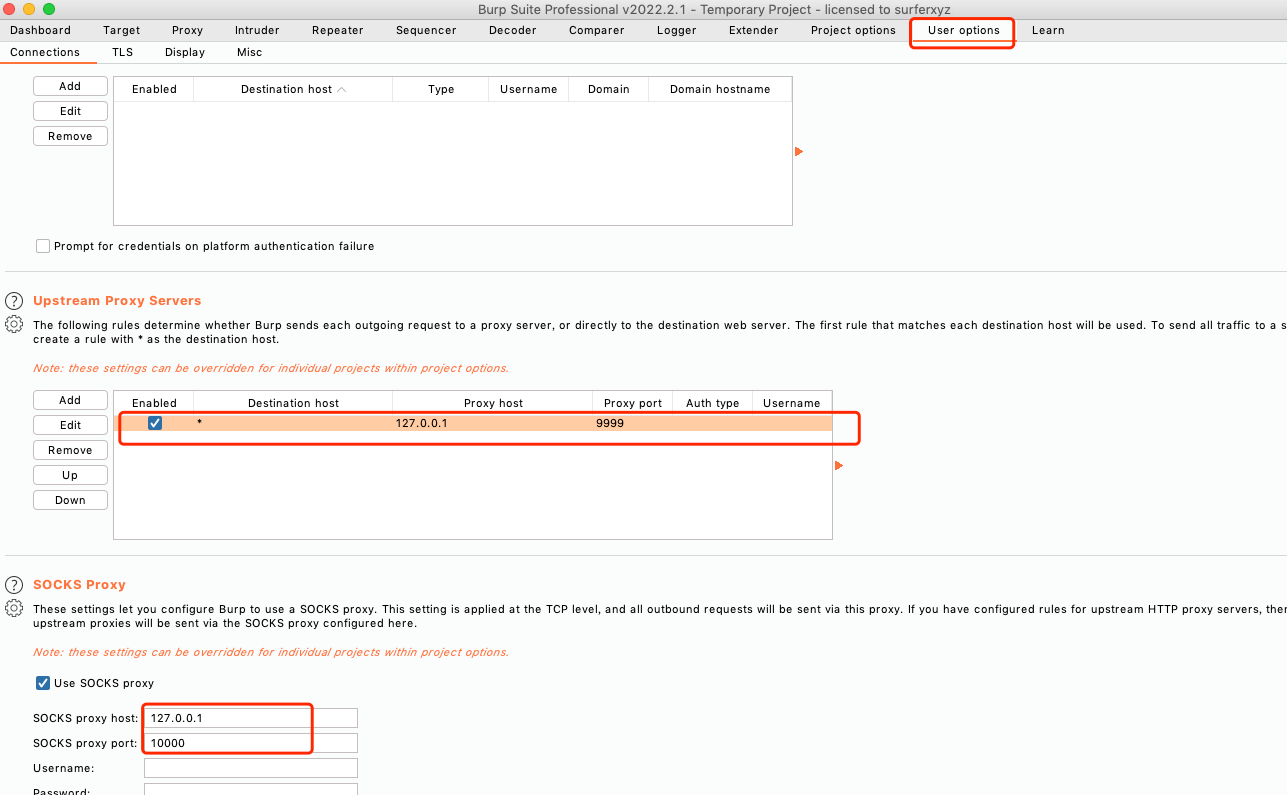 Burp Suite Professional v2022.2.1 - Temporary Project - licensed to surferxyz
Dashboard Target Proxy Intruder Repeater Sequencer Decoder Comparer Logger Extender Project options User options Learn
Connections TLS Display Misc
Add
Edit
Remove
Enabled Destination host Type Username Domain Domain hostname
Prompt for credentials on platform authentication failure
Upstream Proxy Servers
The following rules determine whether Burp sends each outgoing request to a proxy server, or directly to the destination web server. The first rule that matches each destination host will be used. To send all traffic to a s
create a rule with * as the destination host.
Note: these settings can be overridden for individual projects within project options.
Add
Edit
Remove
Up
Down
Enabled Destination host Proxy host Proxy port Auth type Username
* 127.0.0.1 9999
SOCKS Proxy
These settings let you configure Burp to use a SOCKS proxy. This setting is applied at the TCP level, and all outbound requests will be sent via this proxy. If you have configured rules for upstream HTTP proxy servers, then
upstream proxies will be sent via the SOCKS proxy configured here.
Note: these settings can be overridden for individual projects within project options.
Use SOCKS proxy
SOCKS proxy host: 127.0.0.1
SOCKS proxy port: 10000
Username:
Password: